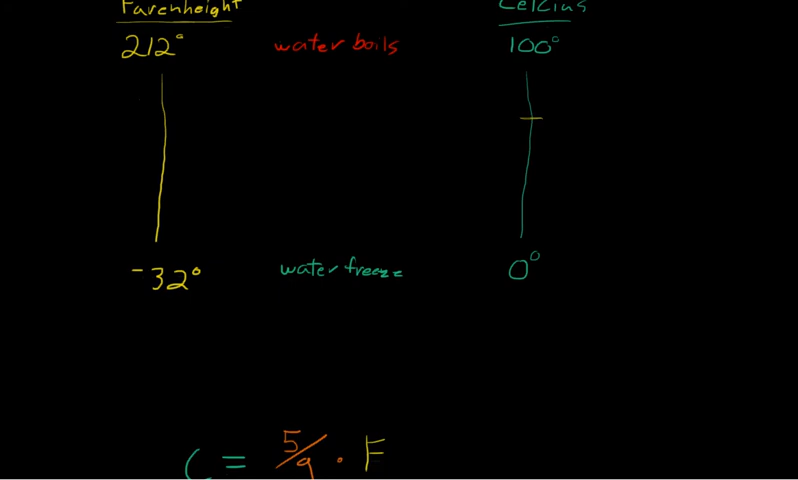 Farenheight Celcius
212° water boils 100°
-32° water freeze 0°
C = 5/9 · F